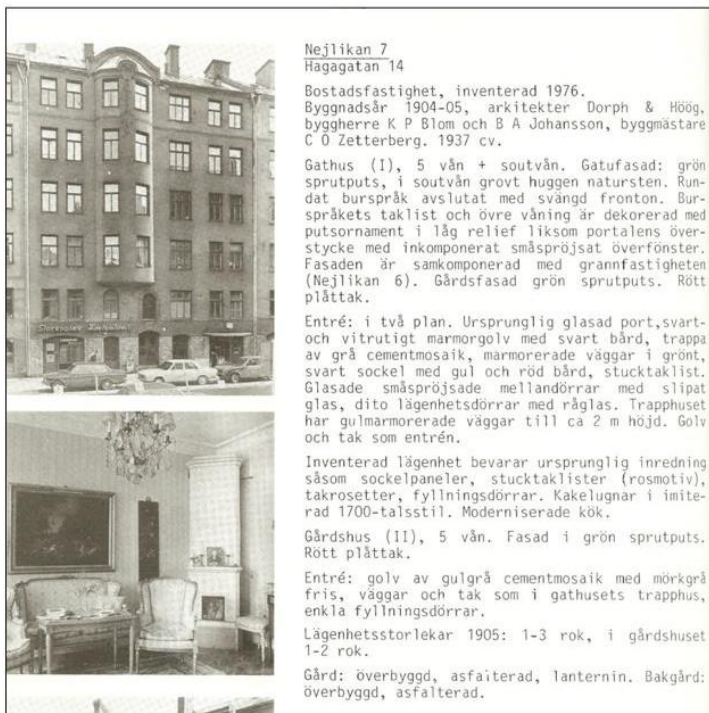 Nejlikan 7
Hagagatan 14
Bostadsfastighet, inventerad 1976.
Byggnadsår 1904-05, arkitekter Dorph & Höög,
byggherre K P Blom och B A Johansson, byggmästare
C O Zetterberg. 1937 cv.
Gathus (I), 5 vån + soutvån. Gatufasad: grön
sprutputs, i soutvån grovt huggen natursten. Run-
dat burspråk avslutat med svängd fronton. Bur-
språkets taklist och övre våning är dekorerad med
putsornament i låg relief liksom portalens över-
stycke med inkomponerat småspröjsat överfönster.
Fasaden är samkomponerad med grannfastigheten
(Nejlikan 6). Gårdsfasad grön sprutputs. Rött
plåttak.
Entré: i två plan. Ursprunglig glasad port,svart-
och vitrutigt marmorgolv med svart bård, trappa
av grå cementmosaik, marmorerade väggar i grönt,
svart sockel med gul och röd bård, stucktaklist.
Glasade småspröjsade mellandörrar med slipat
glas, dito lägenhetsdörrar med råglas. Trapphuset
har gulmarmorerade väggar till ca 2 m höjd. Golv
och tak som entrén.
Inventerad lägenhet bevarar ursprunglig inredning
såsom sockelpaneler, stucktaklister (rosmotiv),
takrosetter, fyllningsdörrar. Kakelugnar i imite-
rad 1700-talsstil. Moderniserade kök.
Gårdshus (II), 5 vån. Fasad i grön sprutputs.
Rött plåttak.
Entré: golv av gulgrå cementmosaik med mörkgrå
fris, väggar och tak som i gathusets trapphus,
enkla fyllningsdörrar.
Lägenhetsstorlekar 1905: 1-3 rok, i gårdshuset
1-2 rok.
Gård: överbyggd, asfalterad, lanternin. Bakgård:
överbyggd, asfalterad.